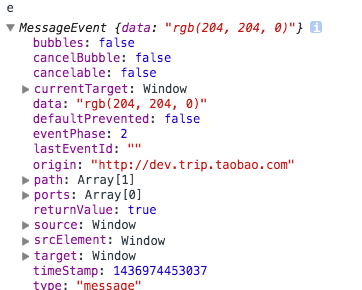 e
MessageEvent {data: "rgb(204, 204, 0)"} i
bubbles: false
cancelBubble: false
cancelable: false
currentTarget: Window
data: "rgb(204, 204, 0)"
defaultPrevented: false
eventPhase: 2
lastEventId: ""
origin: "http://dev.trip.taobao.com"
path: Array[1]
ports: Array[0]
returnValue: true
source: Window
srcElement: Window
target: Window
timeStamp: 1436974453037
type: "message"